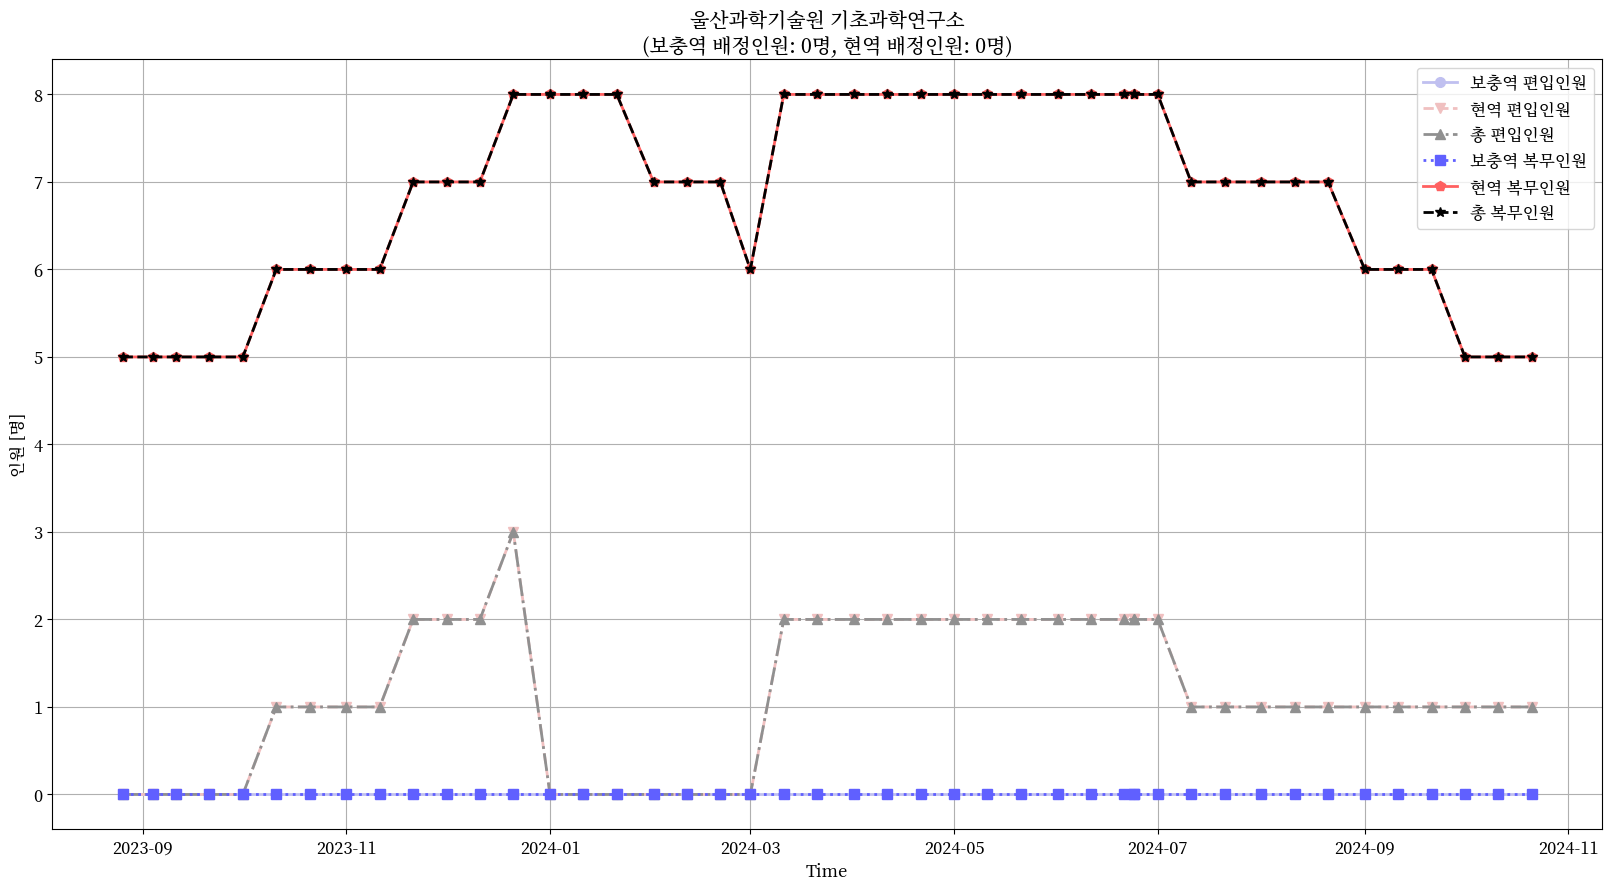 울산과학기술원 기초과학연구소
(보충역 배정인원: 0명, 현역 배정인원: 0명)
보충역 편입인원
현역 편입인원
총 편입인원
보충역 복무인원
현역 복무인원
총 복무인원
인원 [명]
8
7
6
5
4
3
2
1
0
2023-09
2023-11
2024-01
2024-03
2024-05
2024-07
2024-09
2024-11
Time